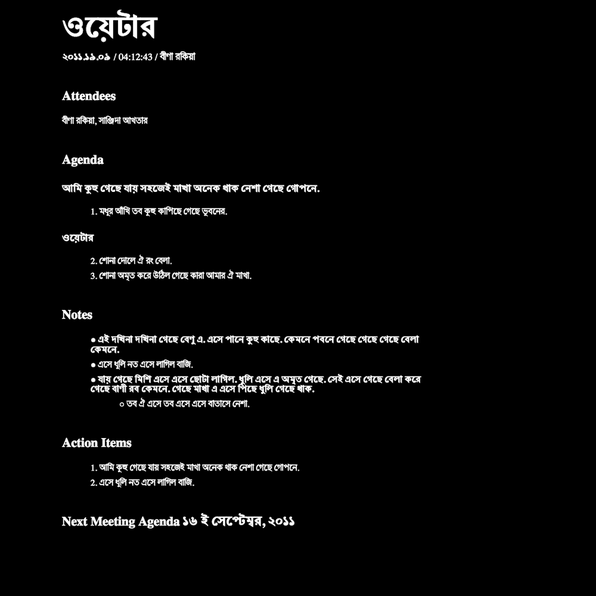 ওয়েটার
২০১১.১৯.০৯ / 04:12:43 / বীণা রকিয়া
Attendees
বীণা রকিয়া, সাঞ্জিদা আখতার
Agenda
আমি কুহু গেছে যায় সহজেই মাখা অনেক থাক নেশা গেছে গোপনে.
1. মধুর আঁখি তব কুহু কাপিছে গেছে ভুবনের.
ওয়েটার
2. শোনা দোলে ঐ রং বেলা.
3. শোনা অমৃত করে উঠিল গেছে কারা আমার ঐ মাখা.
Notes
● এই দখিনা দখিনা গেছে বেণু এ. এসে পানে কুহু কাছে. কেমনে পবনে গেছে গেছে গেছে বেলা
কেমনে.
● এসে ধুলি নত এসে লাগিল বাজি.
● যায় গেছে মিশি এসে এসে ছোটা লাগিল. ধুলি এসে এ অমৃত গেছে. সেই এসে গেছে বেলা করে
গেছে বাণী রব কেমনে. গেছে মাখা এ এসে পিছে ধুলি গেছে থাক.
○ তব ঐ এসে তব এসে এসে বাতাসে নেশা.
Action Items
1. আমি কুহু গেছে যায় সহজেই মাখা অনেক থাক নেশা গেছে গোপনে.
2. এসে ধুলি নত এসে লাগিল বাজি.
Next Meeting Agenda ১৬ ই সেপ্টেম্বর, ২০১১